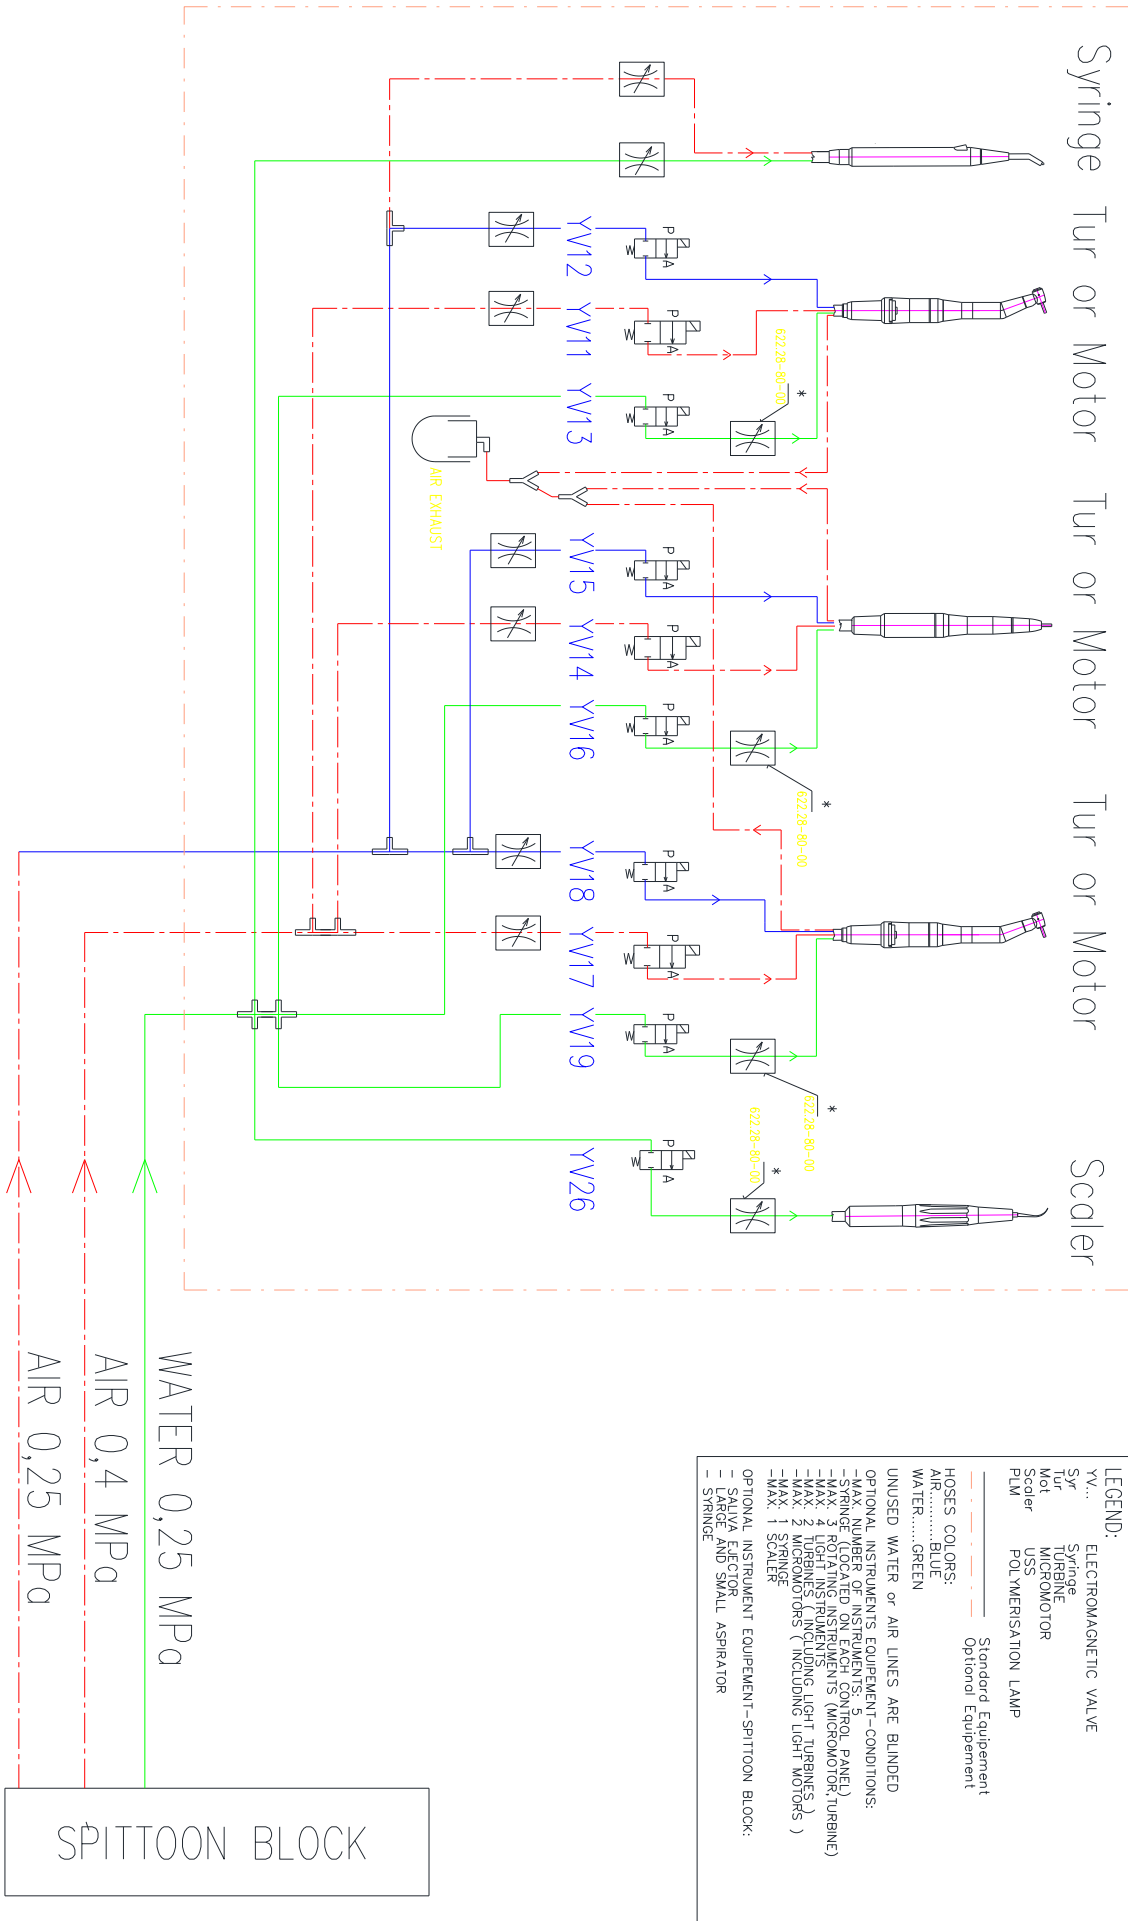 Syringe
Tur or Motor
Tur or Motor
Tur or Motor
Scaler
P
A
W
YV12
P
A
W
YV11
P
A
W
YV13
622.28-80-00
*
AIR EXHAUST
P
A
W
YV15
P
A
W
YV14
P
A
W
YV16
622.28-80-00
*
P
A
W
YV18
P
A
W
YV17
P
A
W
YV19
622.28-80-00
*
P
A
W
YV26
622.28-80-00
*
WATER 0,25 MPa
AIR 0,4 MPa
AIR 0,25 MPa
SPITTOON BLOCK
LEGEND:
YV... ELECTROMAGNETIC VALVE
Syr Syringe
Tur TURBINE
Mot MICROMOTOR
Scaler USS
PLM POLYMERISATION LAMP
Standard Equipement
Optional Equipement
HOSES COLORS:
AIR.........BLUE
WATER.....GREEN
UNUSED WATER or AIR LINES ARE BLINDED
OPTIONAL INSTRUMENTS EQUIPEMENT-CONDITIONS:
-MAX. NUMBER OF INSTRUMENTS: 5
-SYRINGE (LOCATED ON EACH CONTROL PANEL)
-MAX. 3 ROTATING INSTRUMENTS (MICROMOTOR,TURBINE)
-MAX. 4 LIGHT INSTRUMENTS
-MAX. 2 TURBINES ( INCLUDING LIGHT TURBINES )
-MAX. 2 MICROMOTORS ( INCLUDING LIGHT MOTORS )
-MAX. 1 SYRINGE
-MAX. 1 SCALER
OPTIONAL INSTRUMENT EQUIPEMENT-SPITTOON BLOCK:
- SALIVA EJECTOR
- LARGE AND SMALL ASPIRATOR
- SYRINGE